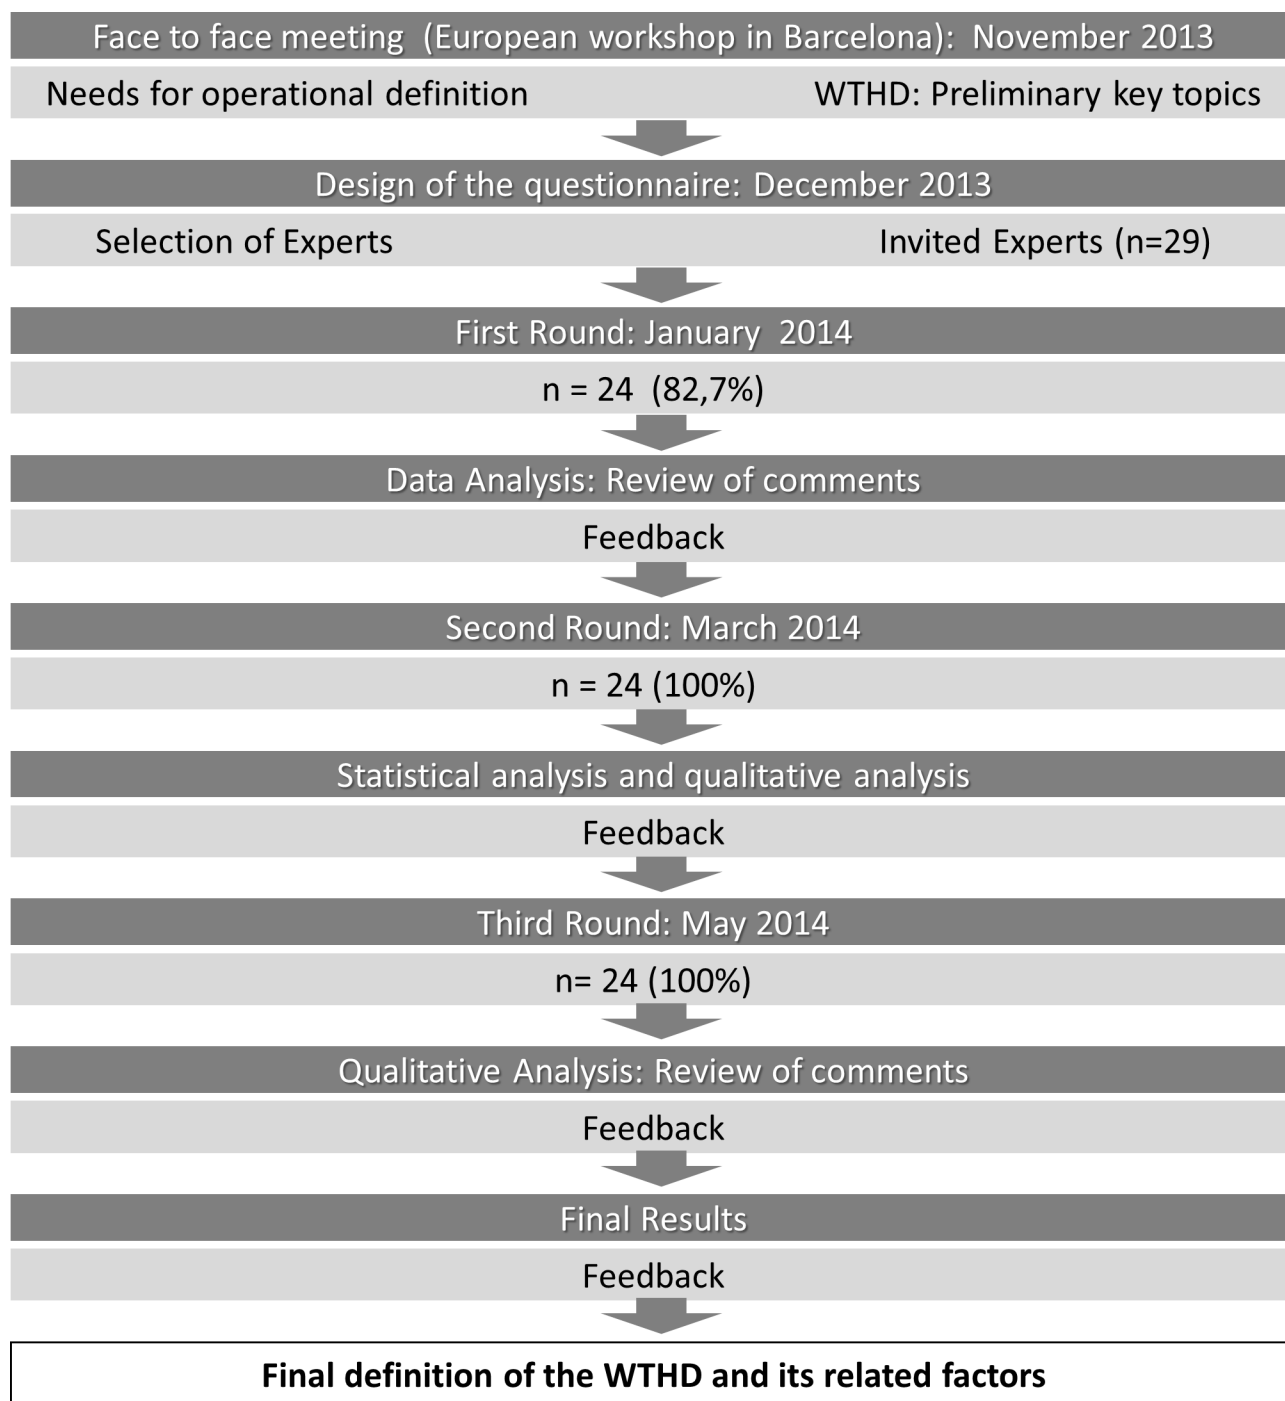 Face to face meeting (European workshop in Barcelona): November 2013
Needs for operational definition WTHD: Preliminary key topics
Design of the questionnaire: December 2013
Selection of Experts Invited Experts (n=29)
First Round: January 2014
n = 24 (82,7%)
Data Analysis: Review of comments
Feedback
Second Round: March 2014
n = 24 (100%)
Statistical analysis and qualitative analysis
Feedback
Third Round: May 2014
n= 24 (100%)
Qualitative Analysis: Review of comments
Feedback
Final Results
Feedback
Final definition of the WTHD and its related factors